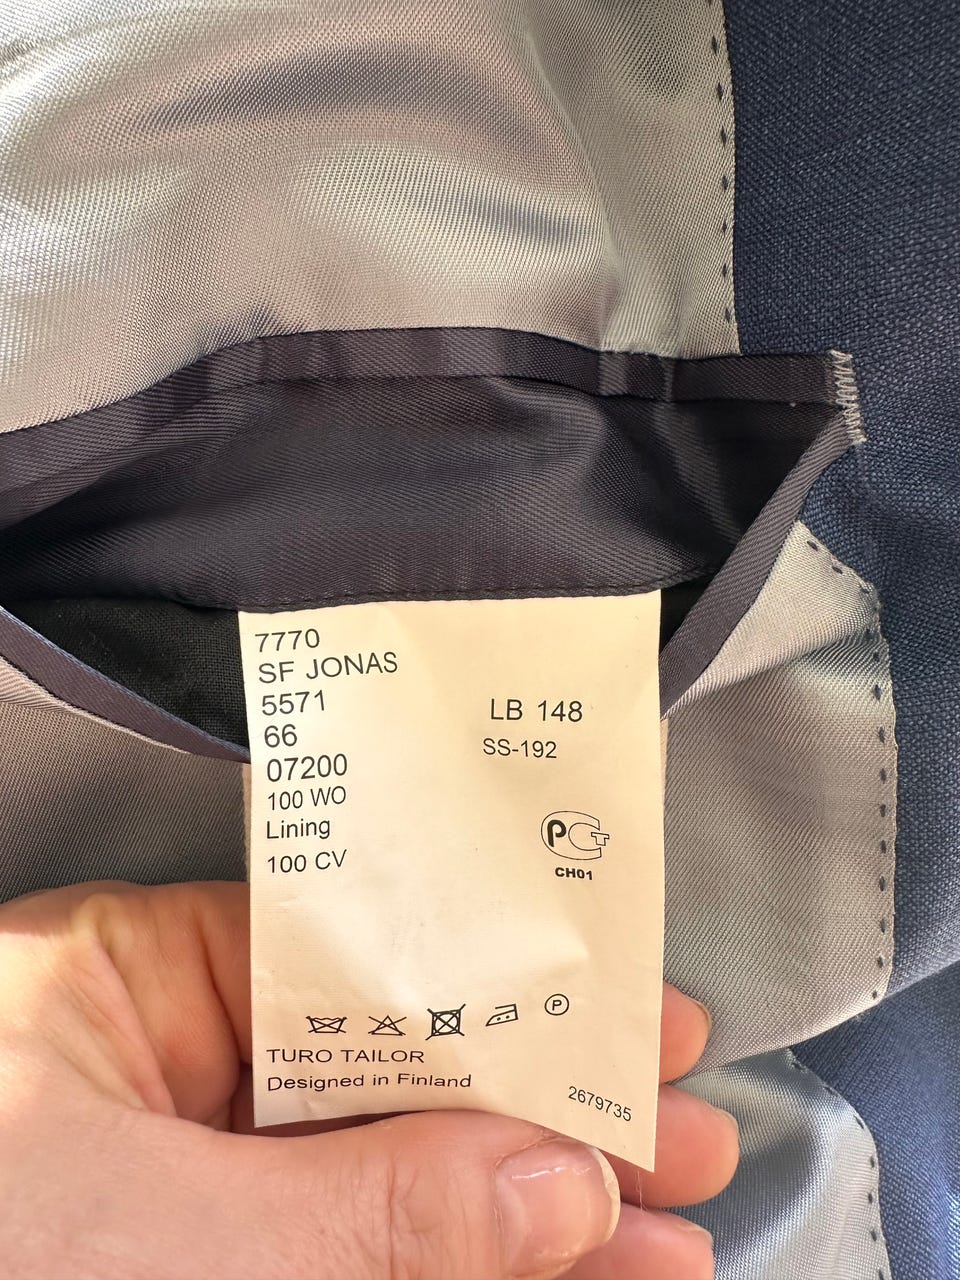 7770
SF JONAS
5571
66
07200
100 WO
Lining
100 CV
LB 148
SS-192
PCT
CH01
P
TURO TAILOR
Designed in Finland
2679735